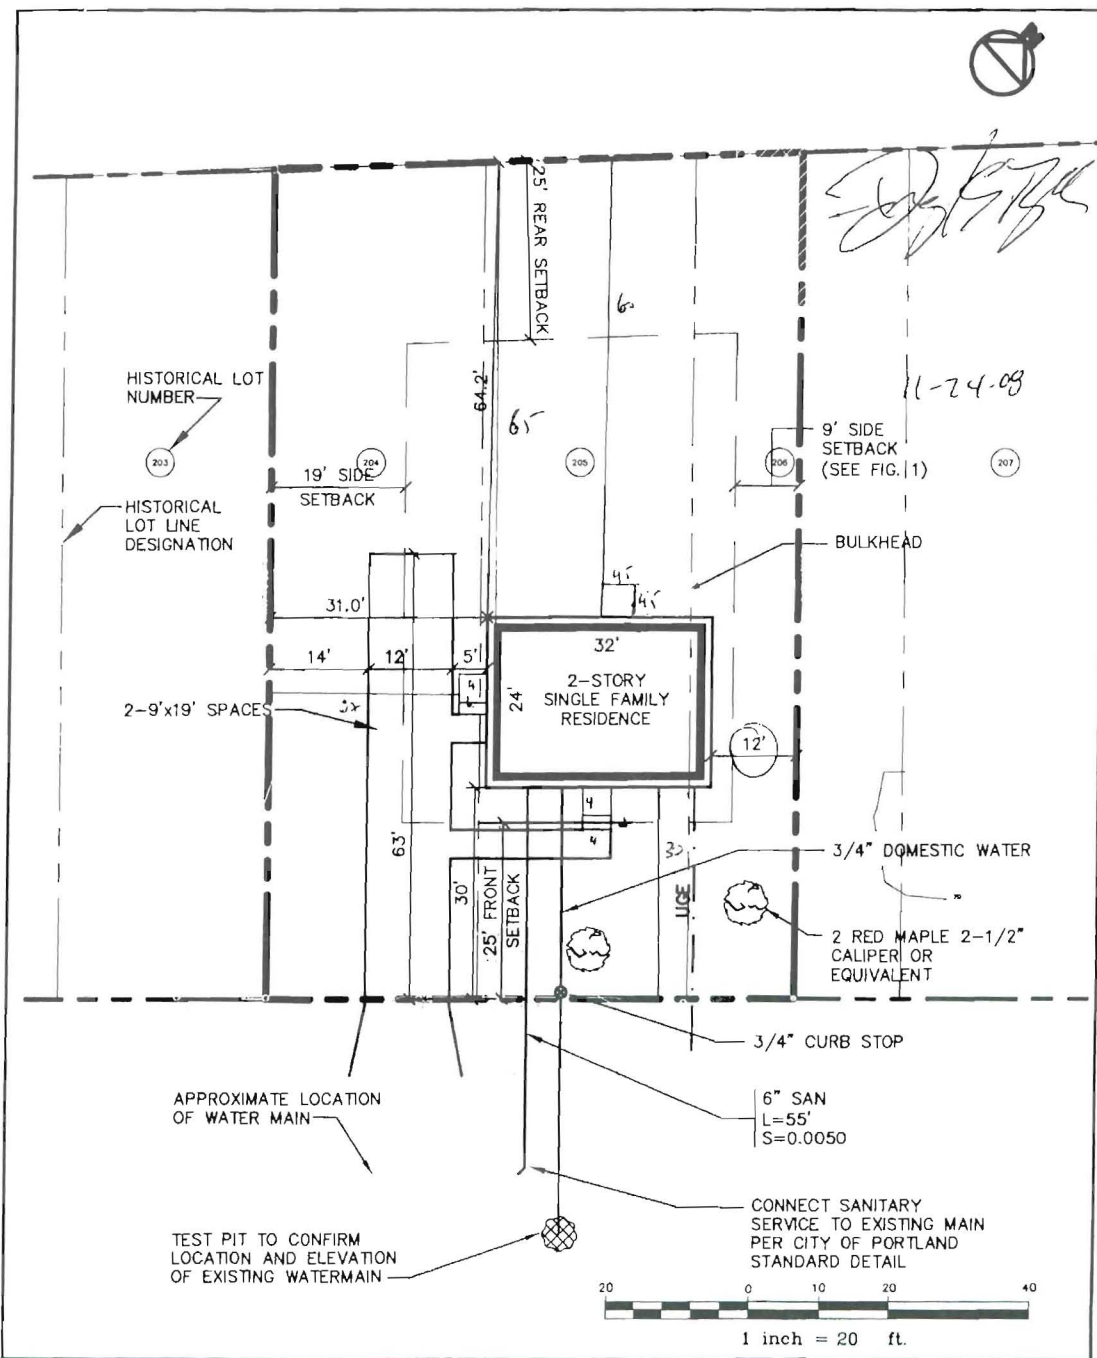 25' REAR SETBACK
60
HISTORICAL LOT
NUMBER
64.2'
65
11-24-08
9' SIDE
SETBACK
(SEE FIG. 1)
203
204
205
206
207
19' SIDE
SETBACK
HISTORICAL
LOT LINE
DESIGNATION
BULKHEAD
45
45
31.0'
32'
14'
12'
5'
2-STORY
SINGLE FAMILY
RESIDENCE
24'
4
2-9'x19' SPACES
12'
4
4
63'
30
3/4" DOMESTIC WATER
30'
25' FRONT
SETBACK
UGE
2 RED MAPLE 2-1/2"
CALIPER OR
EQUIVALENT
3/4" CURB STOP
APPROXIMATE LOCATION
OF WATER MAIN
6" SAN
L=55'
S=0.0050
CONNECT SANITARY
SERVICE TO EXISTING MAIN
PER CITY OF PORTLAND
STANDARD DETAIL
TEST PIT TO CONFIRM
LOCATION AND ELEVATION
OF EXISTING WATERMAIN
20 0 10 20 40
1 inch = 20 ft.